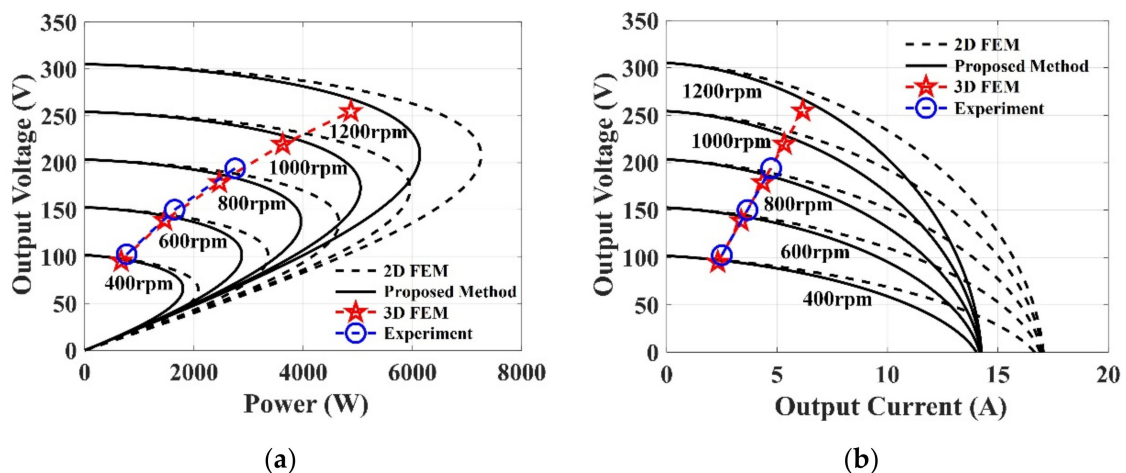 350
300
250
200
150
100
50
0
Output Voltage (V)
1200rpm
1000rpm
800rpm
600rpm
400rpm
2D FEM
Proposed Method
3D FEM
Experiment
0 2000 4000 6000 8000
Power (W)
(a)
350
300
250
200
150
100
50
0
Output Voltage (V)
2D FEM
Proposed Method
3D FEM
Experiment
1200rpm
1000rpm
800rpm
600rpm
400rpm
0 5 10 15 20
Output Current (A)
(b)